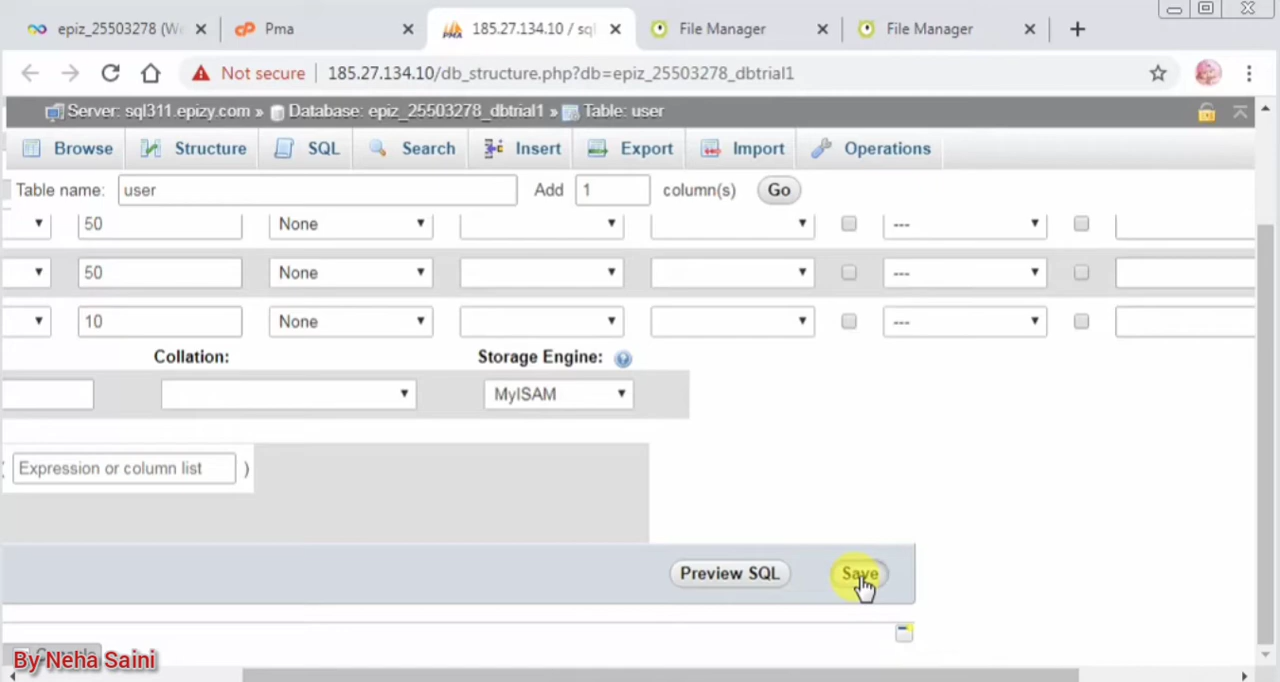 epiz_25503278 (We
Pma
185.27.134.10 / sql
File Manager
File Manager
Not secure
185.27.134.10/db_structure.php?db=epiz_25503278_dbtrial1
Server: sql311.epizy.com » Database: epiz_25503278_dbtrial1 » Table: user
Browse Structure SQL Search Insert Export Import Operations
Table name: user Add 1 column(s) Go
50 None ---
50 None ---
10 None ---
Collation: Storage Engine:
MyISAM
( Expression or column list )
Preview SQL Save
Console
By Neha Saini